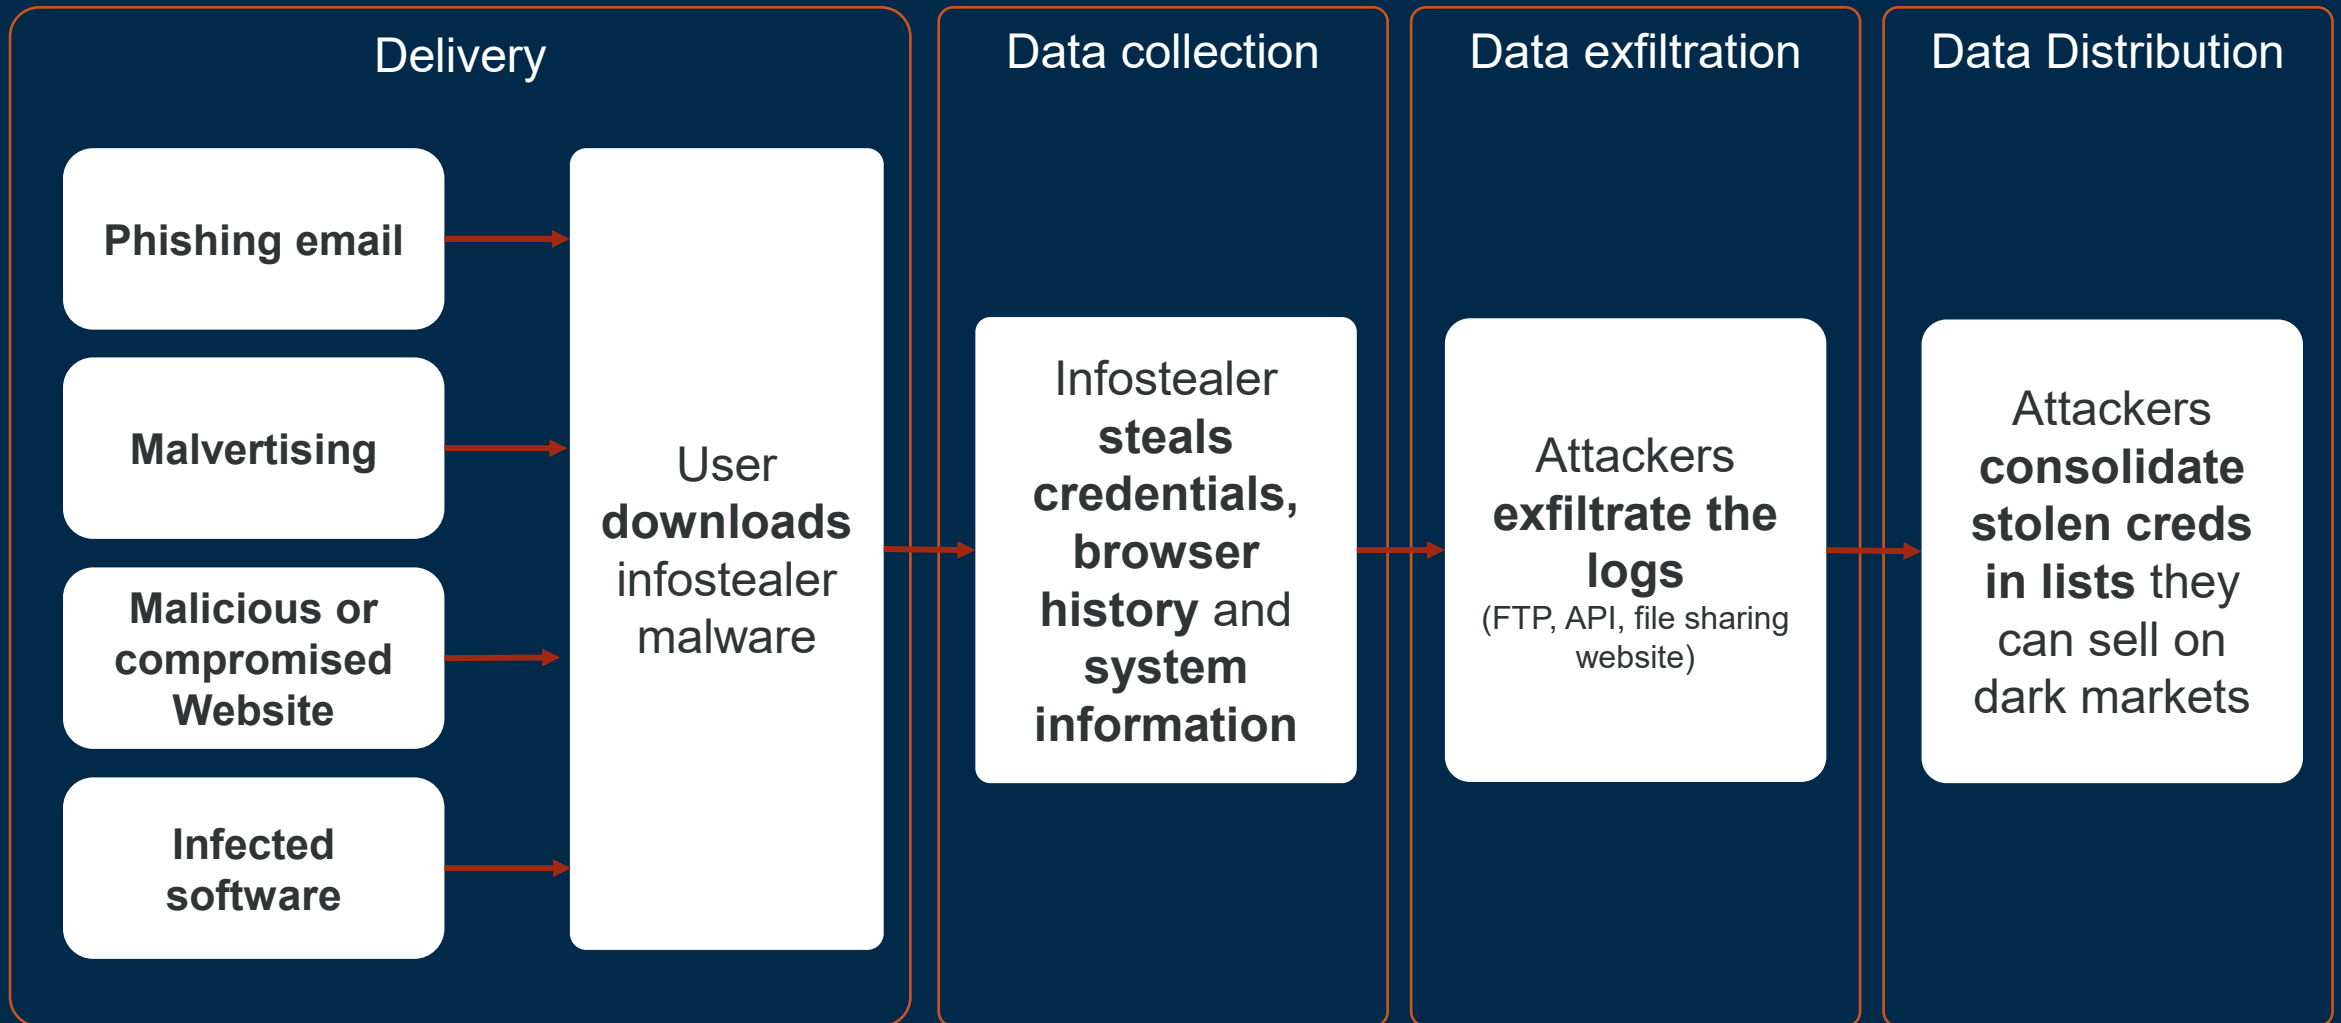 Delivery
Phishing email
Malvertising
Malicious or
compromised
Website
Infected
software
User
downloads
infostealer
malware
Data collection
Infostealer
steals
credentials,
browser
history and
system
information
Data exfiltration
Attackers
exfiltrate the
logs
(FTP, API, file sharing
website)
Data Distribution
Attackers
consolidate
stolen creds
in lists they
can sell on
dark markets